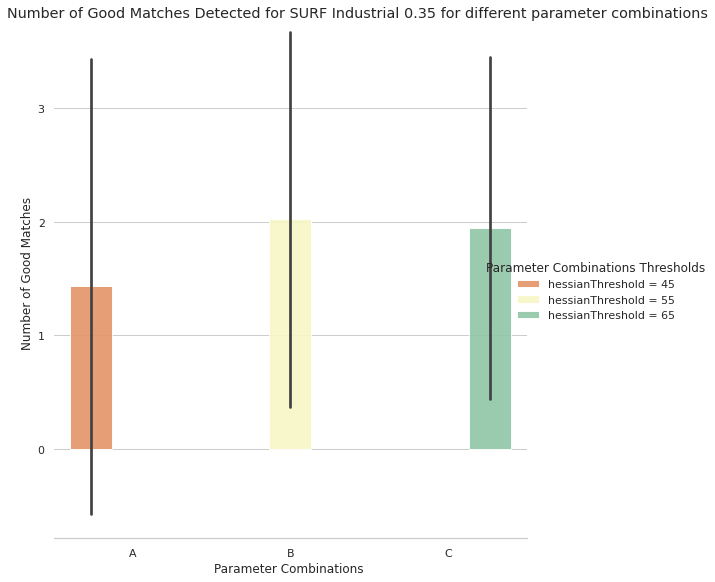 Number of Good Matches Detected for SURF Industrial 0.35 for different parameter combinations
Number of Good Matches
3
2
1
0
A
B
C
Parameter Combinations
Parameter Combinations Thresholds
hessianThreshold = 45
hessianThreshold = 55
hessianThreshold = 65